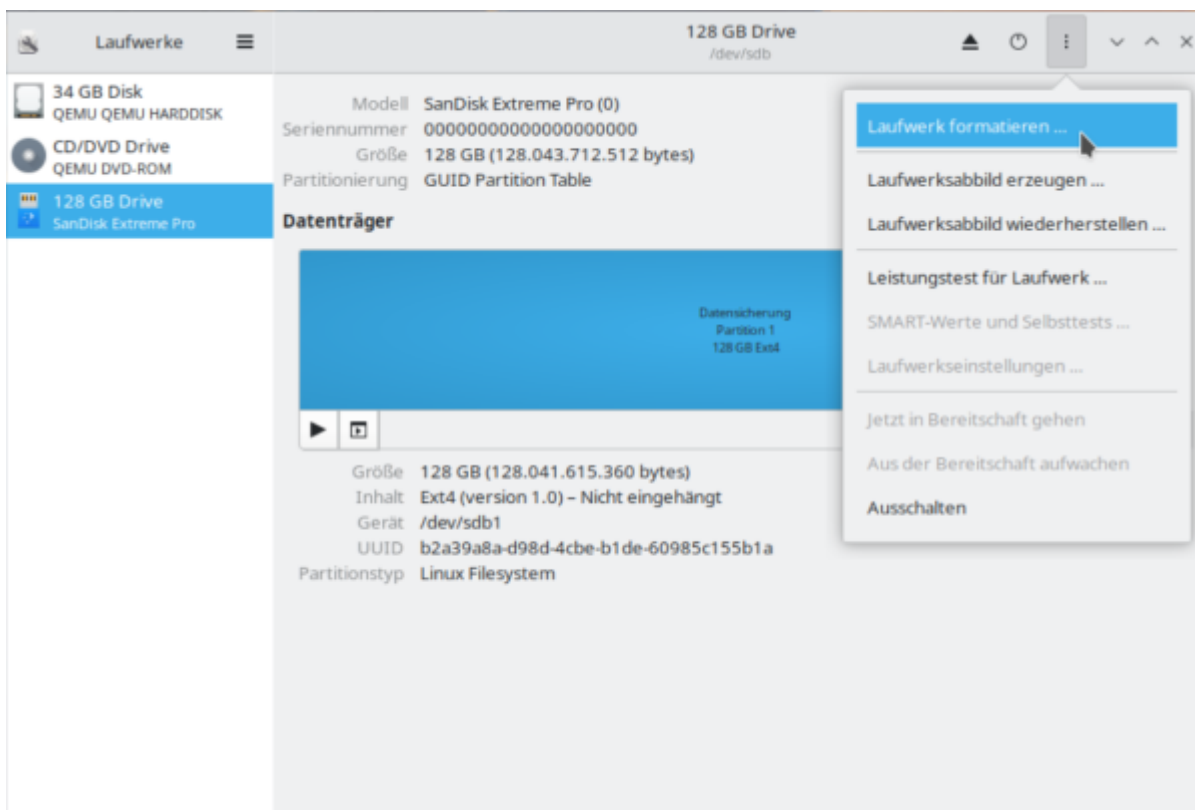 Laufwerke
128 GB Drive
/dev/sdb
34 GB Disk
QEMU QEMU HARDDISK
CD/DVD Drive
QEMU DVD-ROM
128 GB Drive
SanDisk Extreme Pro
Modell SanDisk Extreme Pro (0)
Seriennummer 00000000000000000000
Größe 128 GB (128.043.712.512 bytes)
Partitionierung GUID Partition Table
Datenträger
Datensicherung
Partition 1
128 GB Ext4
Größe 128 GB (128.041.615.360 bytes)
Inhalt Ext4 (version 1.0) – Nicht eingehängt
Gerät /dev/sdb1
UUID b2a39a8a-d98d-4cbe-b1de-60985c155b1a
Partitionstyp Linux Filesystem
Laufwerk formatieren ...
Laufwerksabbild erzeugen ...
Laufwerksabbild wiederherstellen ...
Leistungstest für Laufwerk ...
SMART-Werte und Selbsttests ...
Laufwerkseinstellungen ...
Jetzt in Bereitschaft gehen
Aus der Bereitschaft aufwachen
Ausschalten